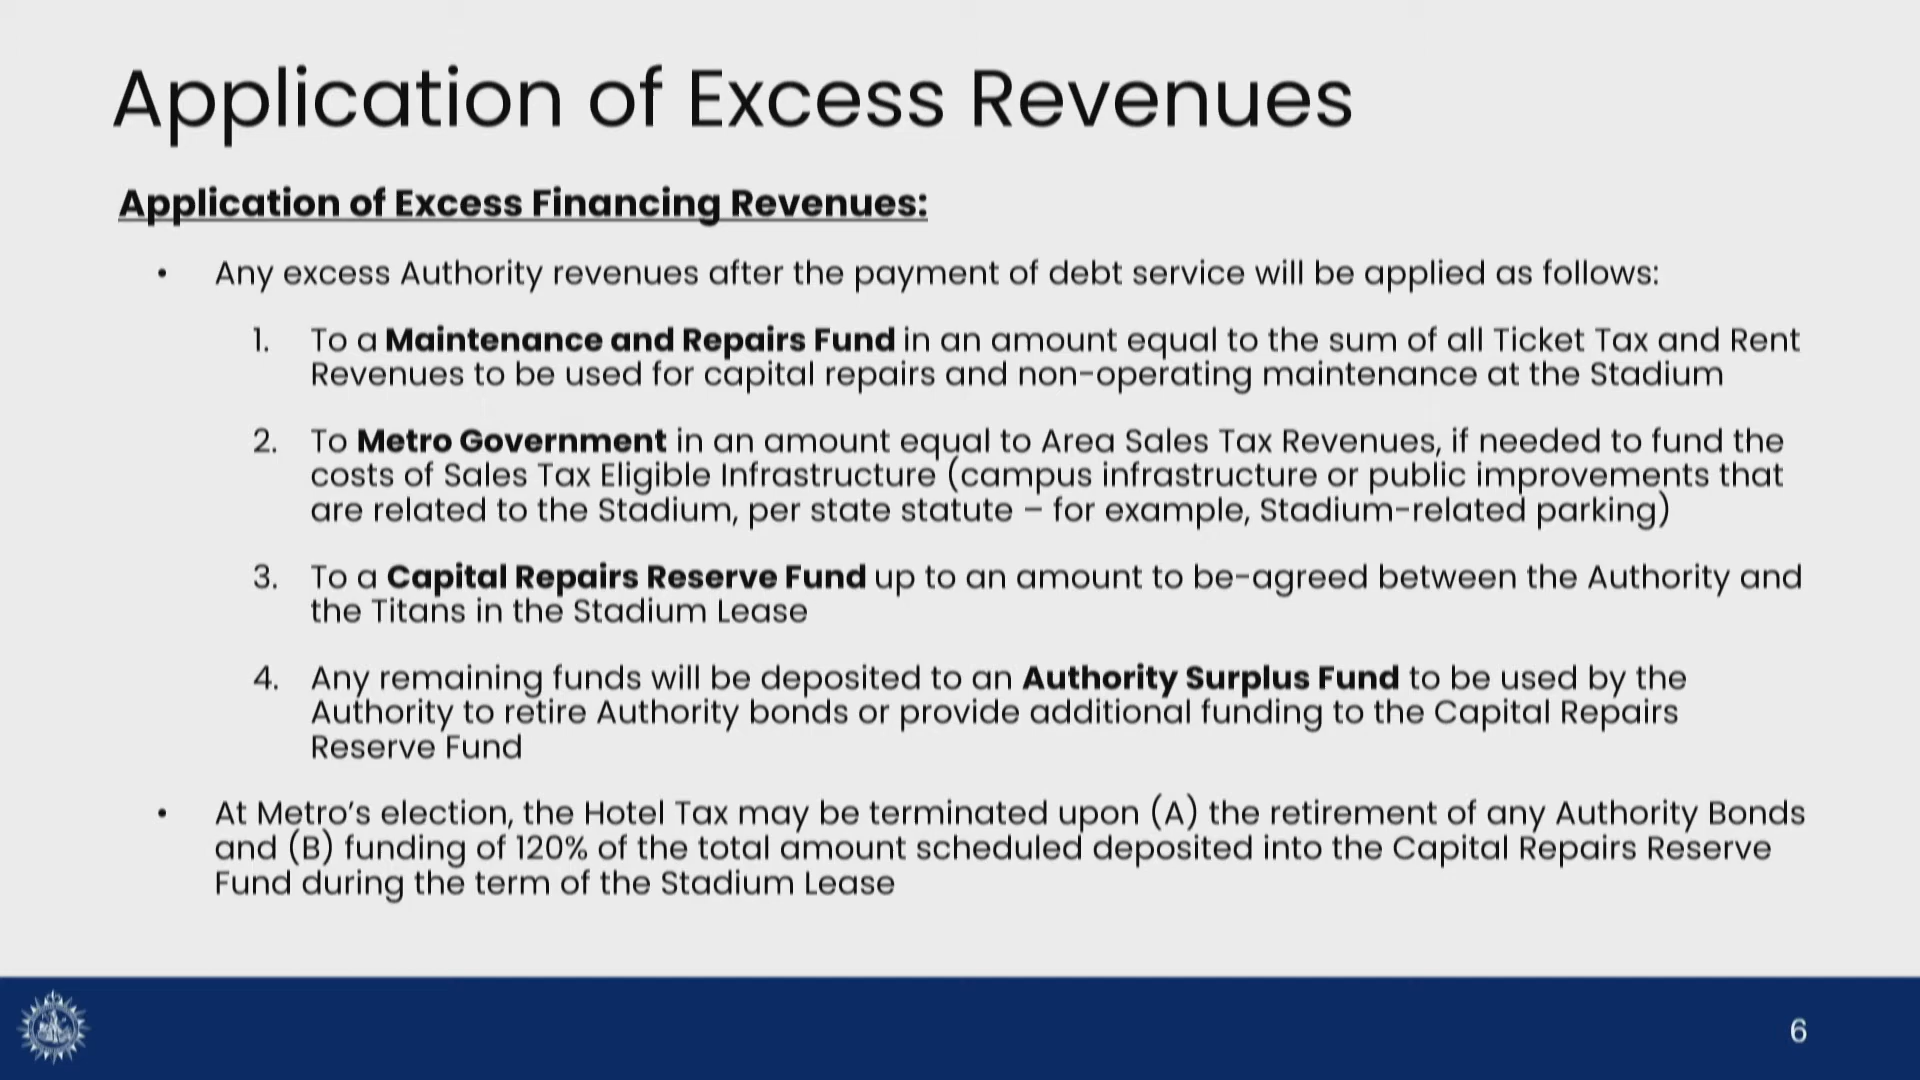 Application of Excess Revenues
Application of Excess Financing Revenues:
• Any excess Authority revenues after the payment of debt service will be applied as follows:
1. To a Maintenance and Repairs Fund in an amount equal to the sum of all Ticket Tax and Rent
Revenues to be used for capital repairs and non-operating maintenance at the Stadium
2. To Metro Government in an amount equal to Area Sales Tax Revenues, if needed to fund the
costs of Sales Tax Eligible Infrastructure (campus infrastructure or public improvements that
are related to the Stadium, per state statute – for example, Stadium-related parking)
3. To a Capital Repairs Reserve Fund up to an amount to be-agreed between the Authority and
the Titans in the Stadium Lease
4. Any remaining funds will be deposited to an Authority Surplus Fund to be used by the
Authority to retire Authority bonds or provide additional funding to the Capital Repairs
Reserve Fund
• At Metro’s election, the Hotel Tax may be terminated upon (A) the retirement of any Authority Bonds
and (B) funding of 120% of the total amount scheduled deposited into the Capital Repairs Reserve
Fund during the term of the Stadium Lease
6